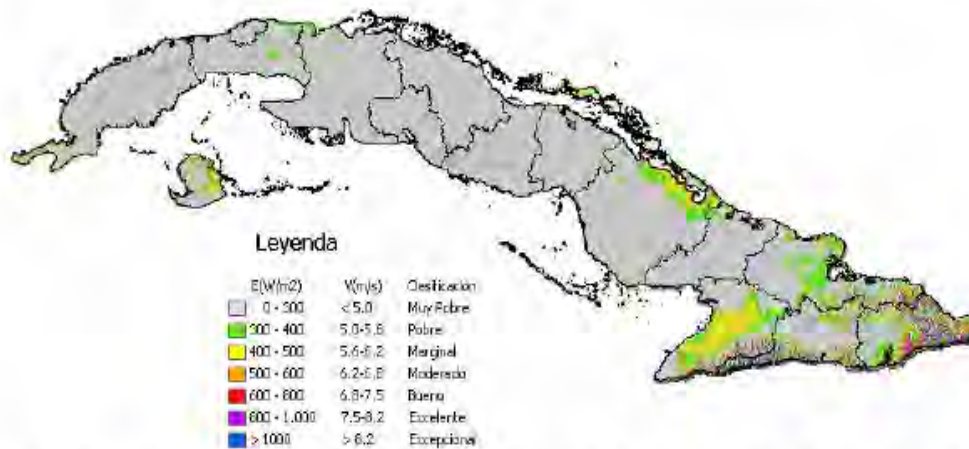 Leyenda
E(W/m2) V(m/s) Clasificación
0 - 300 < 5.0 Muy Pobre
300 - 400 5.0-5.6 Pobre
400 - 500 5.6-6.2 Marginal
500 - 600 6.2-6.8 Moderado
600 - 800 6.8-7.5 Bueno
800 - 1.000 7.5-8.2 Excelente
> 1000 > 8.2 Excepcional